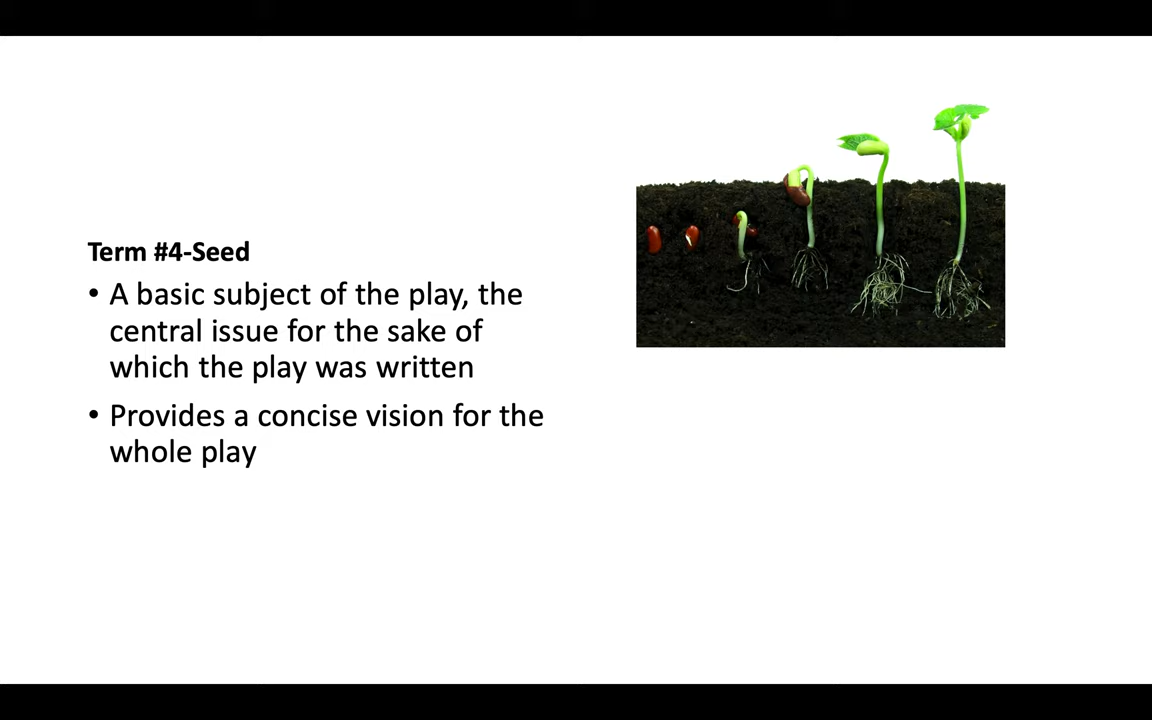 Term #4-Seed
• A basic subject of the play, the
central issue for the sake of
which the play was written
• Provides a concise vision for the
whole play